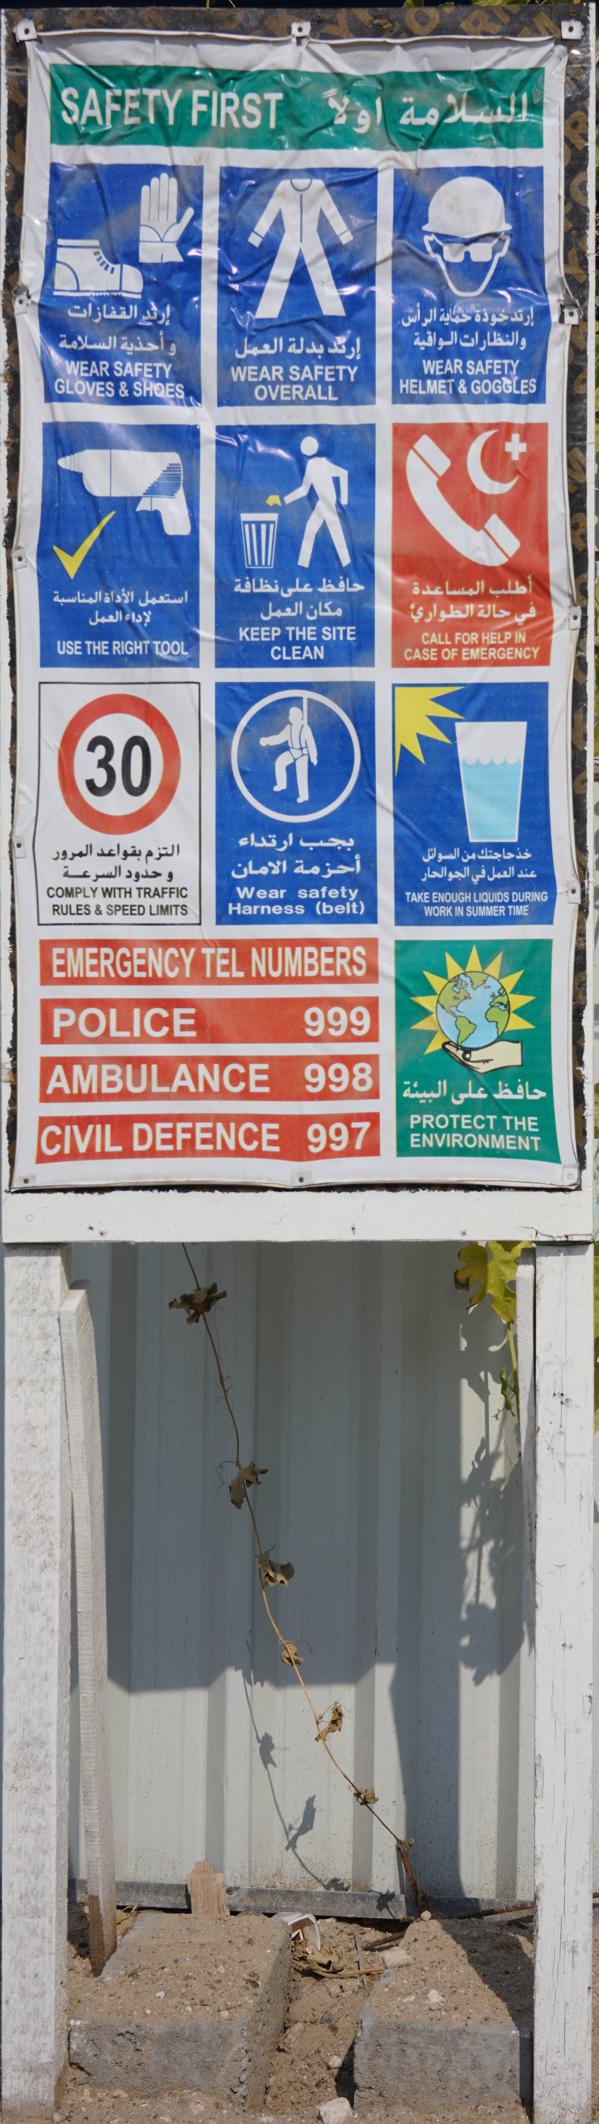 SAFETY FIRST السلامة اولاً
إرتد القفازات
و أحذية السلامة
WEAR SAFETY
GLOVES & SHOES
إرتد بدلة العمل
WEAR SAFETY
OVERALL
إرتد خوذة حماية الرأس
والنظارات الواقية
WEAR SAFETY
HELMET & GOGGLES
استعمل الأداة المناسبة
لإداء العمل
USE THE RIGHT TOOL
حافظ على نظافة
مكان العمل
KEEP THE SITE
CLEAN
أطلب المساعدة
في حالة الطوارئ
CALL FOR HELP IN
CASE OF EMERGENCY
30
التزم بقواعد المرور
و حدود السرعة
COMPLY WITH TRAFFIC
RULES & SPEED LIMITS
يجب ارتداء
أحزمة الامان
Wear safety
Harness (belt)
خذ حاجتك من السوائل
عند العمل في الجو الحار
TAKE ENOUGH LIQUIDS DURING
WORK IN SUMMER TIME
EMERGENCY TEL NUMBERS
POLICE 999
AMBULANCE 998
CIVIL DEFENCE 997
حافظ على البيئة
PROTECT THE
ENVIRONMENT